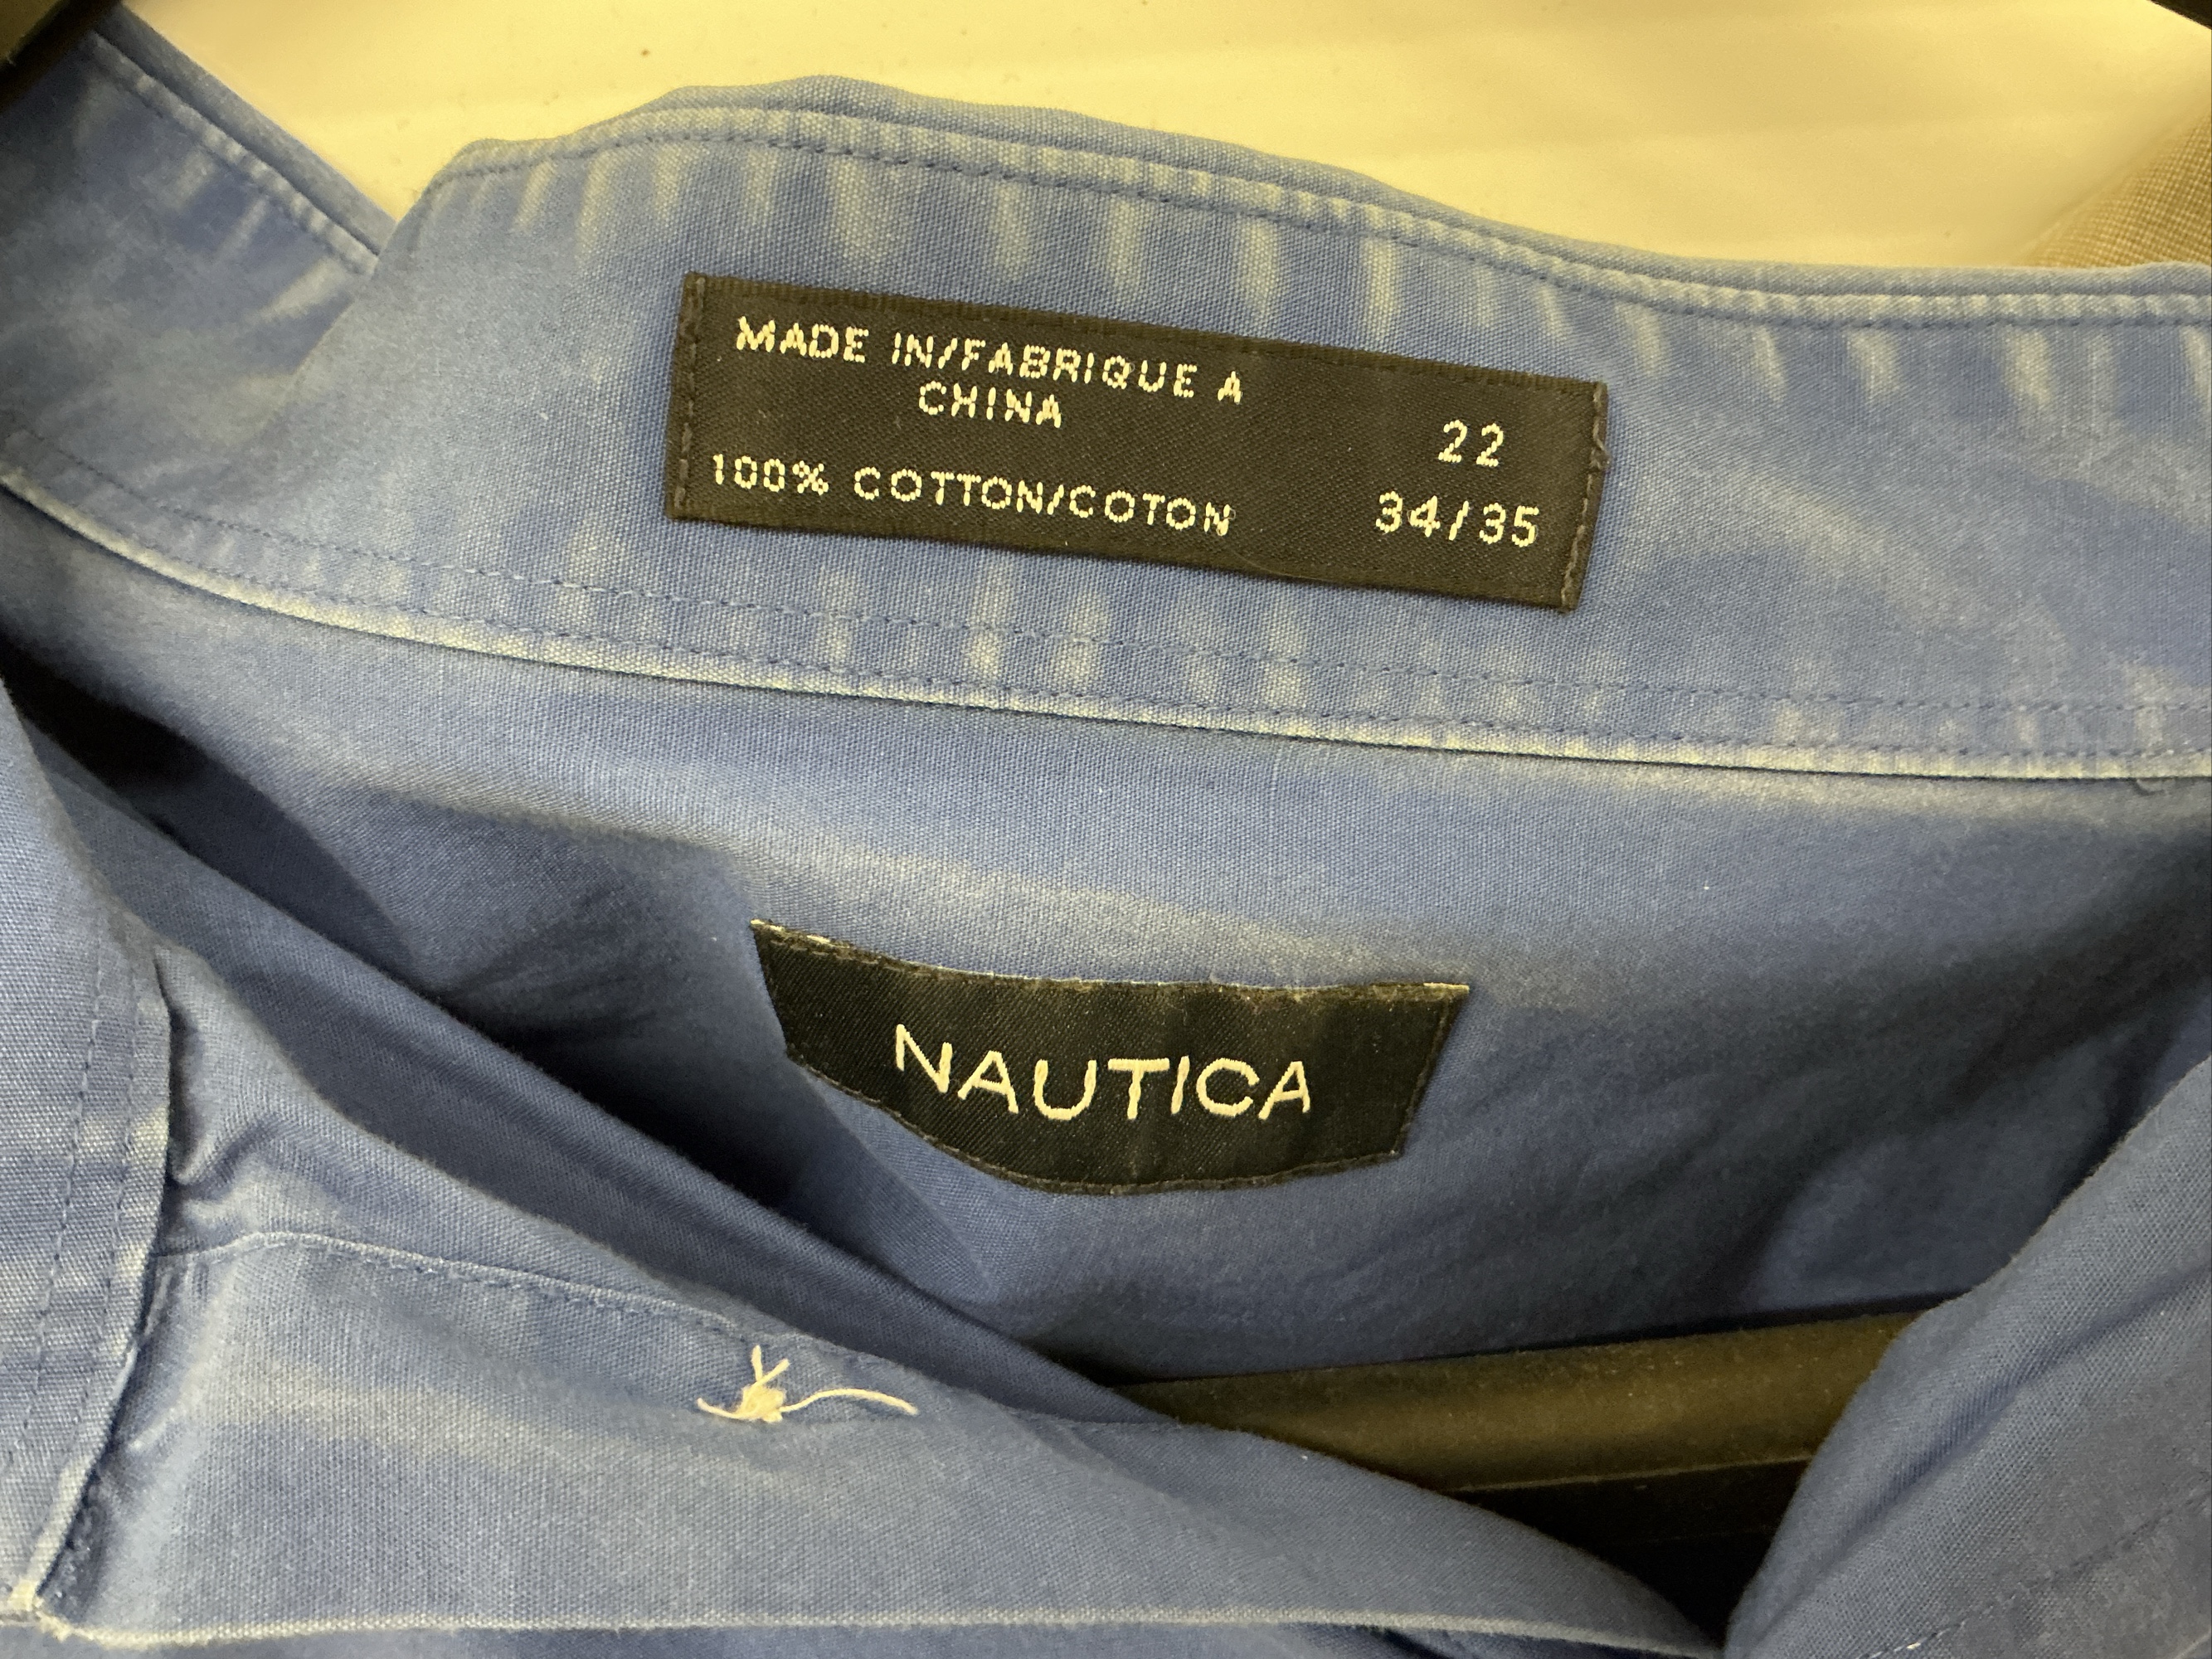 MADE IN/FABRIQUE A
CHINA
100% COTTON/COTON
22
34/35
NAUTICA